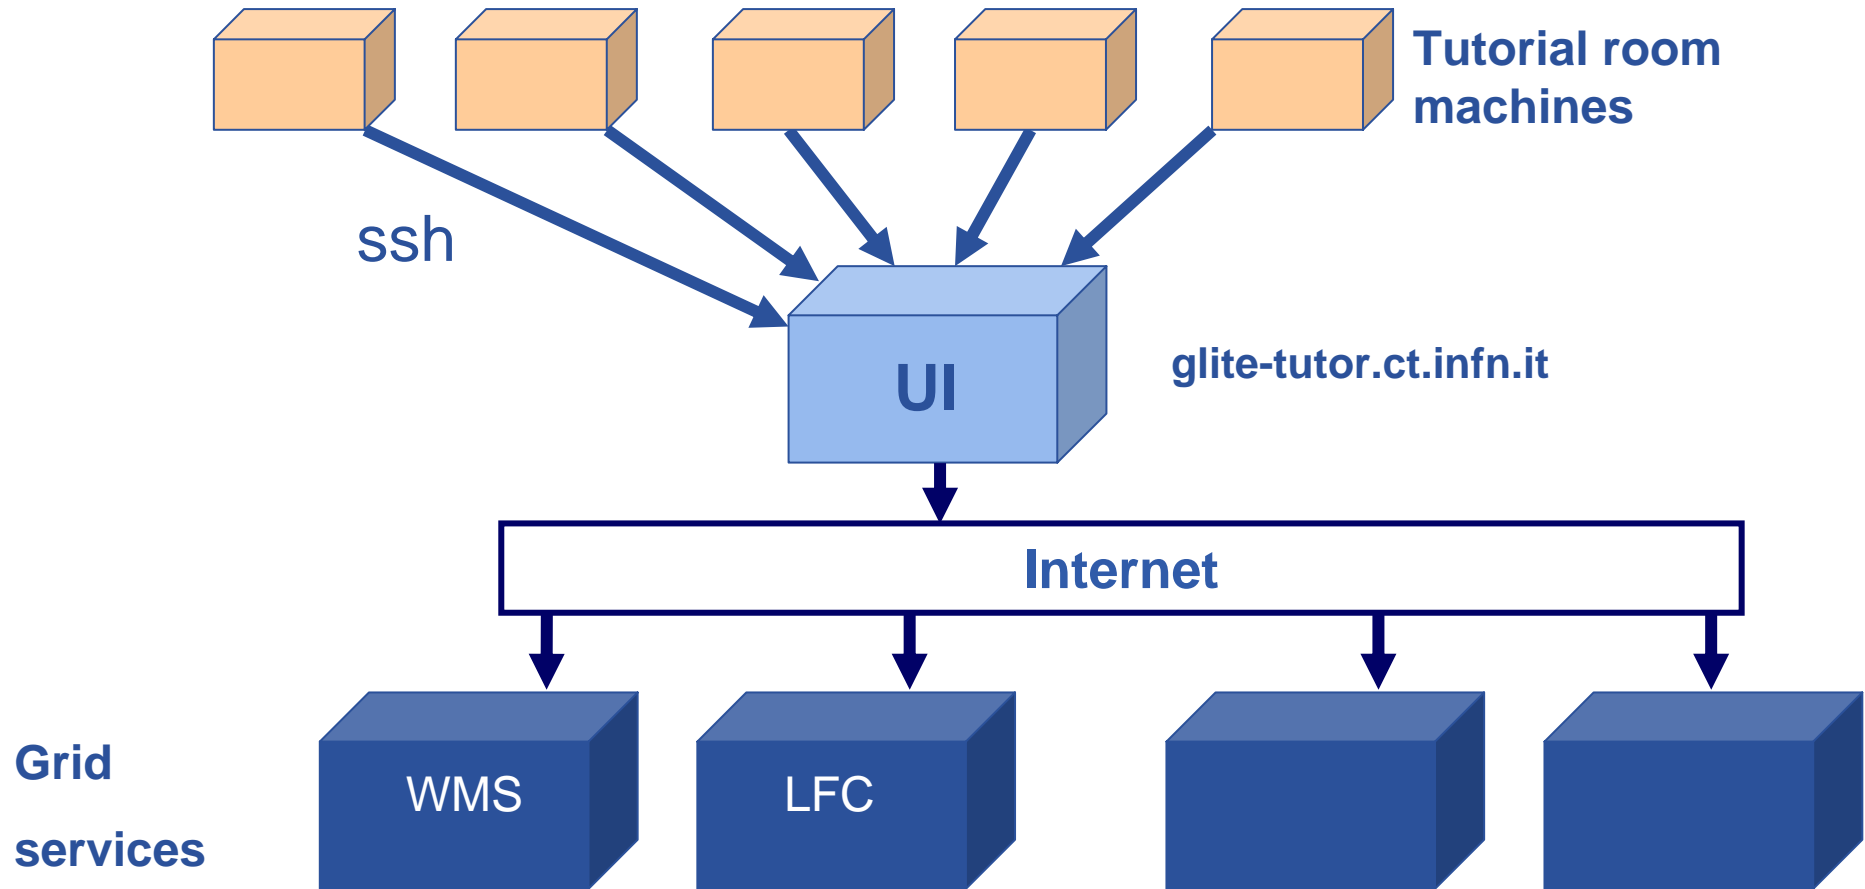 Tutorial room
machines
ssh
UI
glite-tutor.ct.infn.it
Internet
Grid
services
WMS
LFC